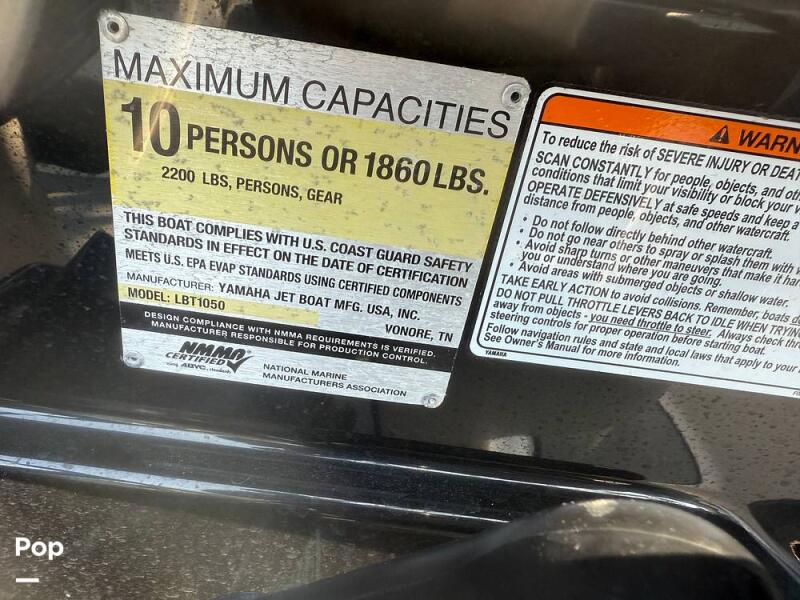 MAXIMUM CAPACITIES
10 PERSONS OR 1860 LBS.
2200 LBS, PERSONS, GEAR
THIS BOAT COMPLIES WITH U.S. COAST GUARD SAFETY
STANDARDS IN EFFECT ON THE DATE OF CERTIFICATION
MEETS U.S. EPA EVAP STANDARDS USING CERTIFIED COMPONENTS
MANUFACTURER: YAMAHA JET BOAT MFG. USA, INC.
MODEL: LBT1050
VONORE, TN
DESIGN COMPLIANCE WITH NMMA REQUIREMENTS IS VERIFIED.
MANUFACTURER RESPONSIBLE FOR PRODUCTION CONTROL.
NMMA
CERTIFIED
using ABYC standards
NATIONAL MARINE
MANUFACTURERS ASSOCIATION
WARN
To reduce the risk of SEVERE INJURY OR DEAT
SCAN CONSTANTLY for people, objects, and oth
conditions that limit your visibility or block your v
OPERATE DEFENSIVELY at safe speeds and keep a
distance from people, objects, and other watercraft.
• Do not follow directly behind other watercraft.
• Do not go near others to spray or splash them with
• Avoid sharp turns or other maneuvers that make it har
you or understand where you are going.
• Avoid areas with submerged objects or shallow water.
TAKE EARLY ACTION to avoid collisions. Remember, boats d
DO NOT PULL THROTTLE LEVERS BACK TO IDLE WHEN TRYIN
away from objects - you need throttle to steer. Always check thr
steering controls for proper operation before starting boat.
Follow navigation rules and state and local laws that apply to your
See Owner's Manual for more information.
YAMAHA
Pop